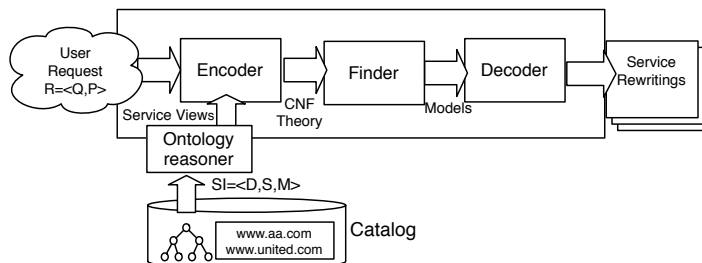 User
Request
R=<Q,P>
Encoder
Finder
Decoder
Service
Rewritings
CNF
Theory
Models
Service Views
Ontology
reasoner
SI=<D,S,M>
www.aa.com
www.united.com
Catalog